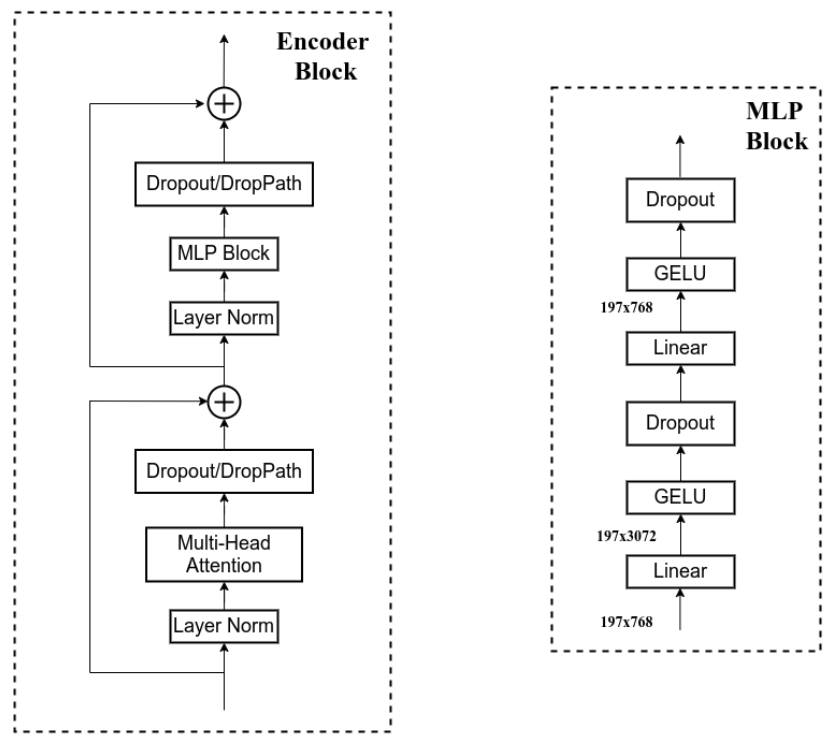 Encoder
Block
Dropout/DropPath
MLP Block
Layer Norm
Dropout/DropPath
Multi-Head
Attention
Layer Norm
MLP
Block
Dropout
GELU
197x768
Linear
Dropout
GELU
197x3072
Linear
197x768